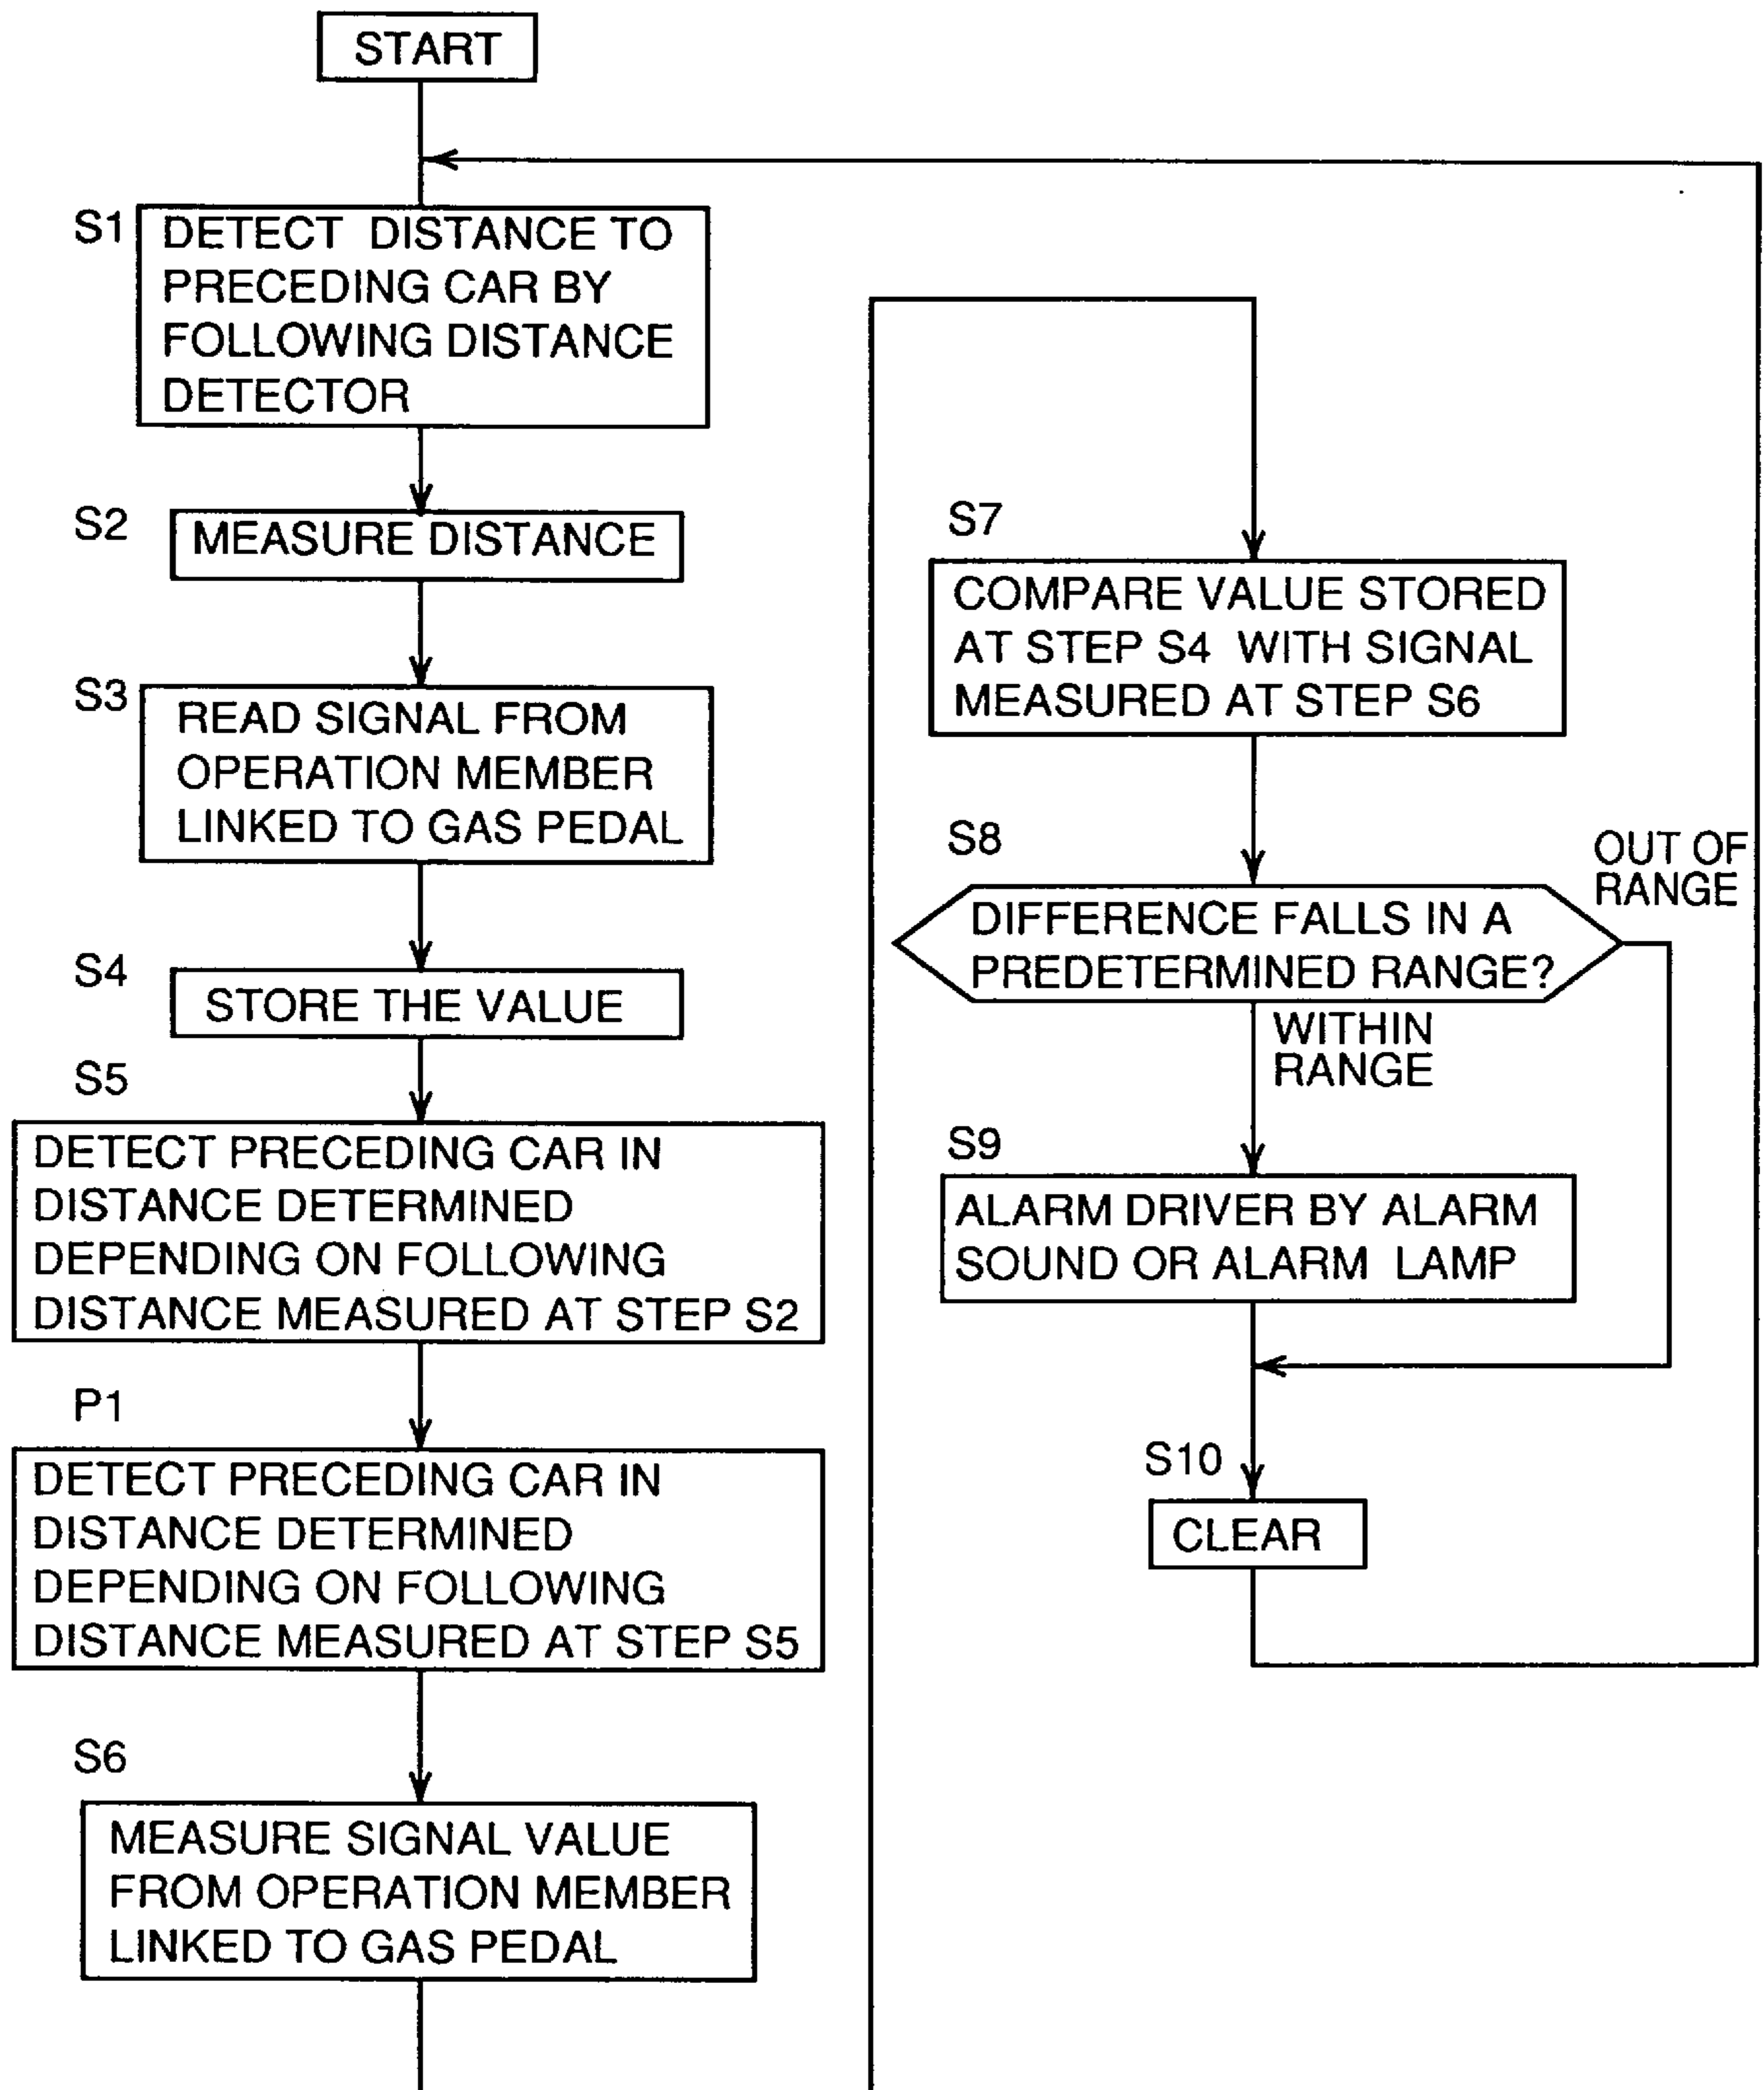 START
S1
DETECT DISTANCE TO
PRECEDING CAR BY
FOLLOWING DISTANCE
DETECTOR
S2
MEASURE DISTANCE
S3
READ SIGNAL FROM
OPERATION MEMBER
LINKED TO GAS PEDAL
S4
STORE THE VALUE
S5
DETECT PRECEDING CAR IN
DISTANCE DETERMINED
DEPENDING ON FOLLOWING
DISTANCE MEASURED AT STEP S2
P1
DETECT PRECEDING CAR IN
DISTANCE DETERMINED
DEPENDING ON FOLLOWING
DISTANCE MEASURED AT STEP S5
S6
MEASURE SIGNAL VALUE
FROM OPERATION MEMBER
LINKED TO GAS PEDAL
S7
COMPARE VALUE STORED
AT STEP S4 WITH SIGNAL
MEASURED AT STEP S6
S8
DIFFERENCE FALLS IN A
PREDETERMINED RANGE?
OUT OF
RANGE
WITHIN
RANGE
S9
ALARM DRIVER BY ALARM
SOUND OR ALARM LAMP
S10
CLEAR